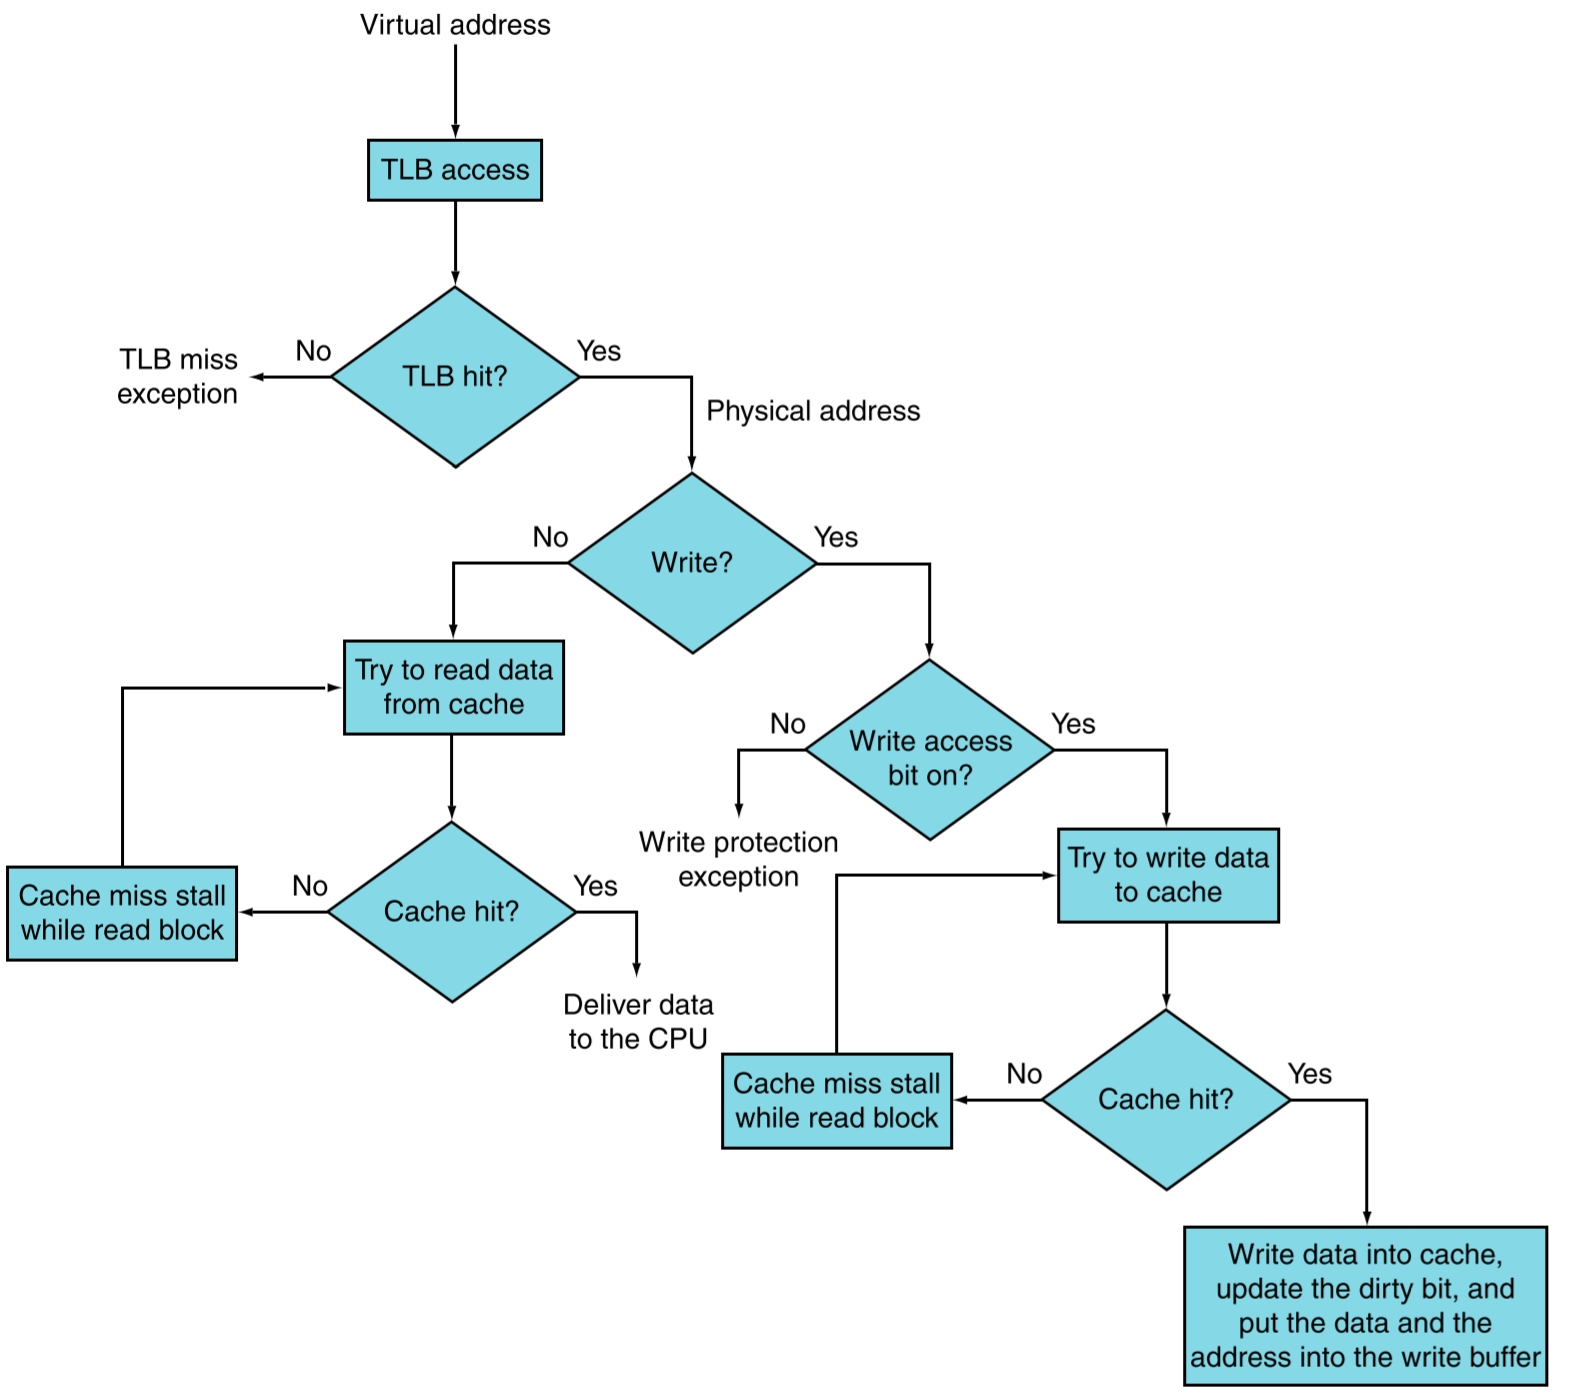 Virtual address
TLB access
TLB hit?
No
Yes
TLB miss
exception
Physical address
Write?
No
Yes
Try to read data
from cache
Write access
bit on?
No
Yes
Write protection
exception
Try to write data
to cache
Cache hit?
No
Yes
Cache miss stall
while read block
Deliver data
to the CPU
Cache hit?
No
Yes
Cache miss stall
while read block
Write data into cache,
update the dirty bit, and
put the data and the
address into the write buffer